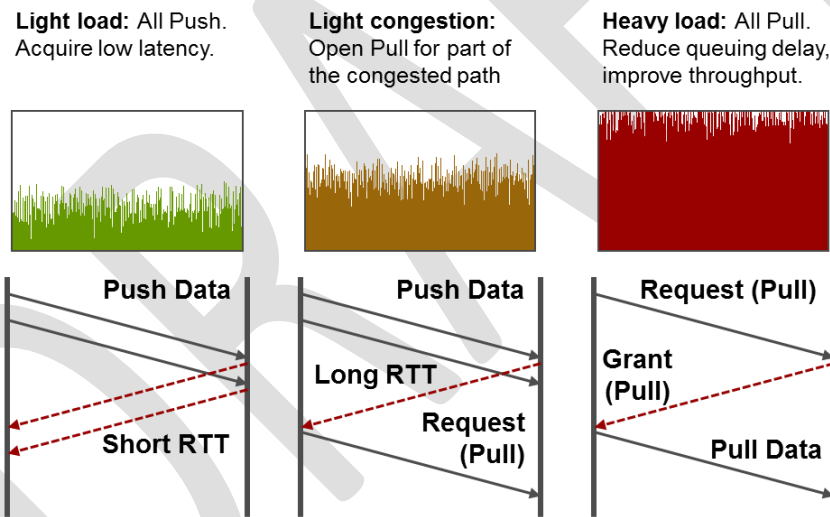 Light load: All Push.
Acquire low latency.
Light congestion:
Open Pull for part of
the congested path
Heavy load: All Pull.
Reduce queuing delay,
improve throughput.
Push Data
Short RTT
Push Data
Long RTT
Request
(Pull)
Request (Pull)
Grant
(Pull)
Pull Data
DRAFT